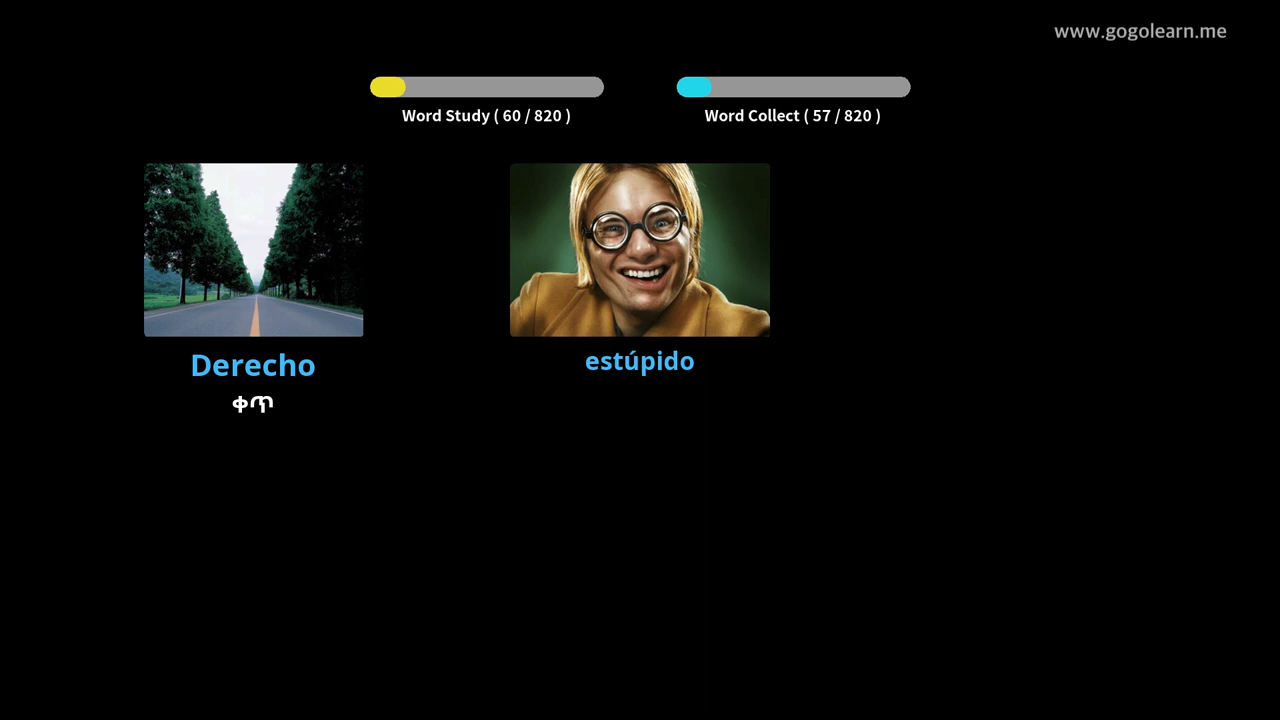 www.gogolearn.me
Word Study ( 60 / 820 )
Word Collect ( 57 / 820 )
Derecho
ቀጥ
estúpido